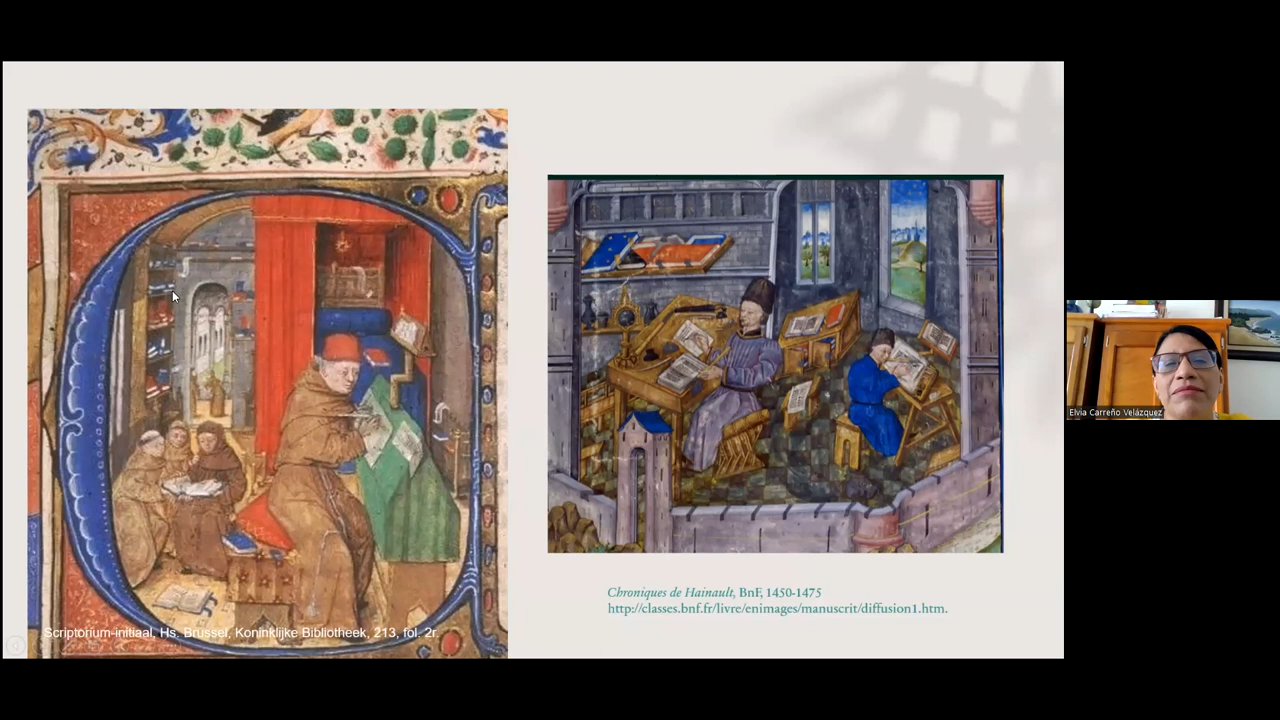 Scriptorium-initiaal, Hs. Brussel, Koninklijke Bibliotheek, 213, fol. 2r.
Chroniques de Hainault, BnF, 1450-1475
http://classes.bnf.fr/livre/enimages/manuscrit/diffusion1.htm.
Elvia Carreño Velázquez